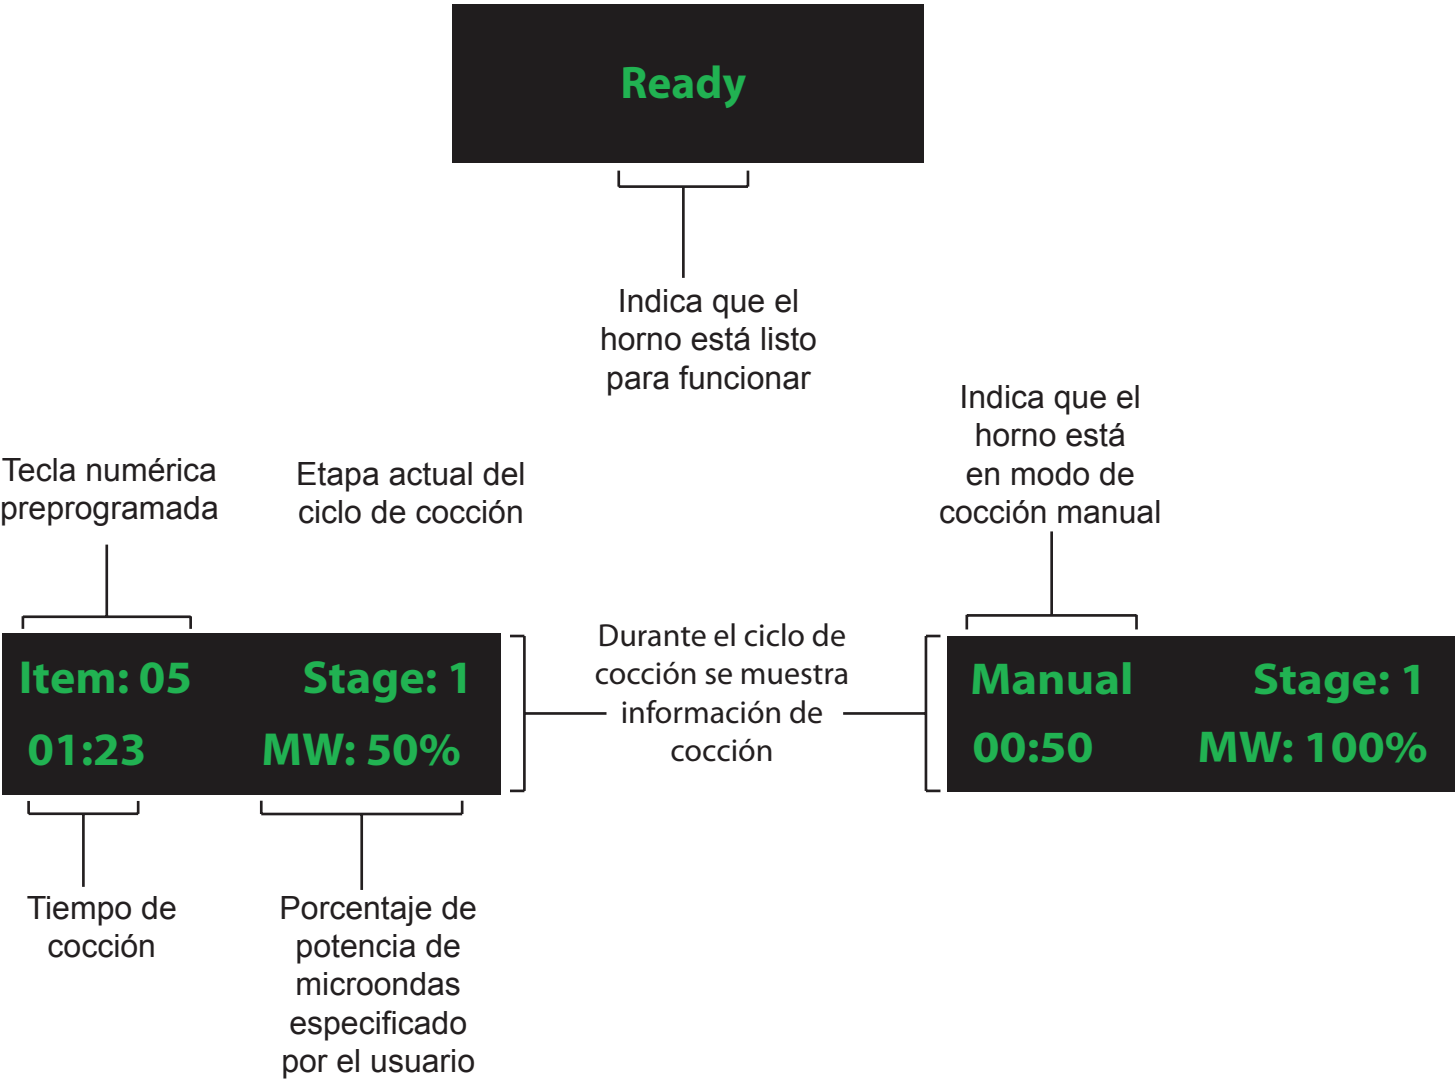 Ready
Indica que el
horno está listo
para funcionar
Indica que el
horno está
en modo de
cocción manual
Tecla numérica
preprogramada
Etapa actual del
ciclo de cocción
Item: 05 Stage: 1
01:23 MW: 50%
Durante el ciclo de
cocción se muestra
información de
cocción
Manual Stage: 1
00:50 MW: 100%
Tiempo de
cocción
Porcentaje de
potencia de
microondas
especificado
por el usuario